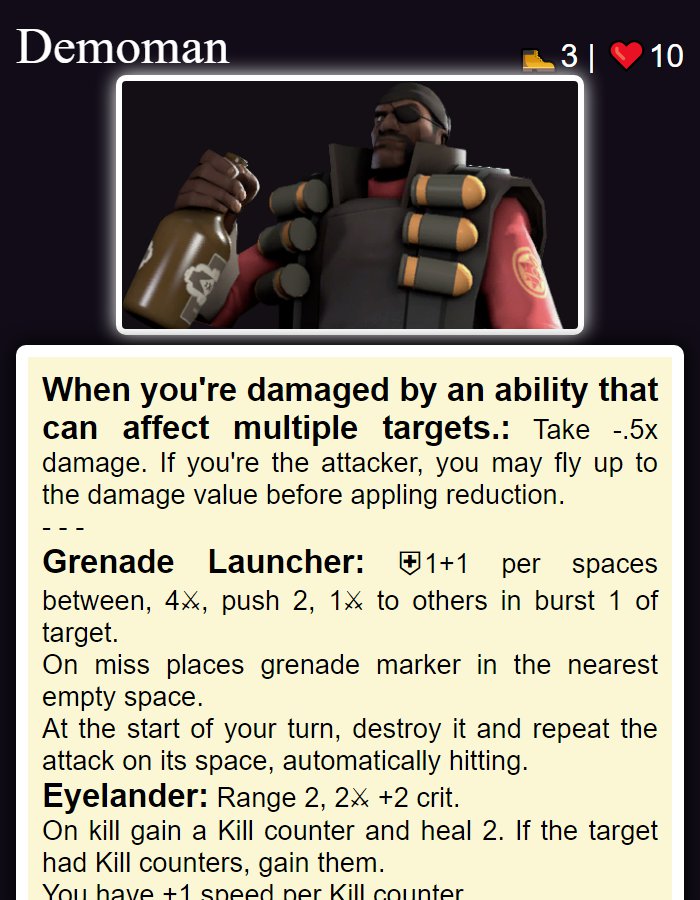 Demoman
🥾 3 | ❤️ 10
When you're damaged by an ability that
can affect multiple targets.: Take -.5x
damage. If you're the attacker, you may fly up to
the damage value before appling reduction.
- - -
Grenade Launcher: ⛨1+1 per spaces
between, 4⚔, push 2, 1⚔ to others in burst 1 of
target.
On miss places grenade marker in the nearest
empty space.
At the start of your turn, destroy it and repeat the
attack on its space, automatically hitting.
Eyelander: Range 2, 2⚔ +2 crit.
On kill gain a Kill counter and heal 2. If the target
had Kill counters, gain them.
You have +1 speed per Kill counter.